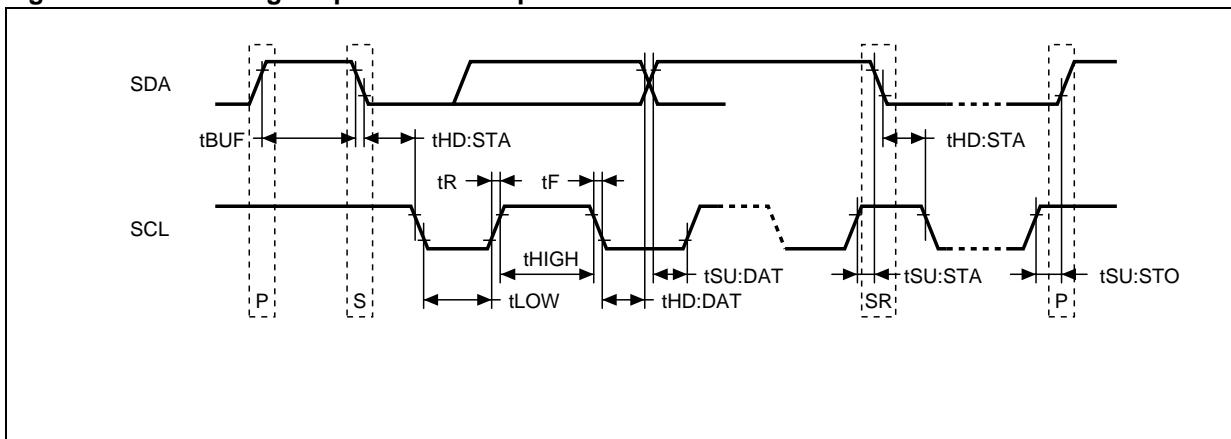 SDA
tBUF
tHD:STA
tHD:STA
tR
tF
SCL
tHIGH
tSU:DAT
tSU:STA
tSU:STO
tLOW
tHD:DAT
P
S
SR
P